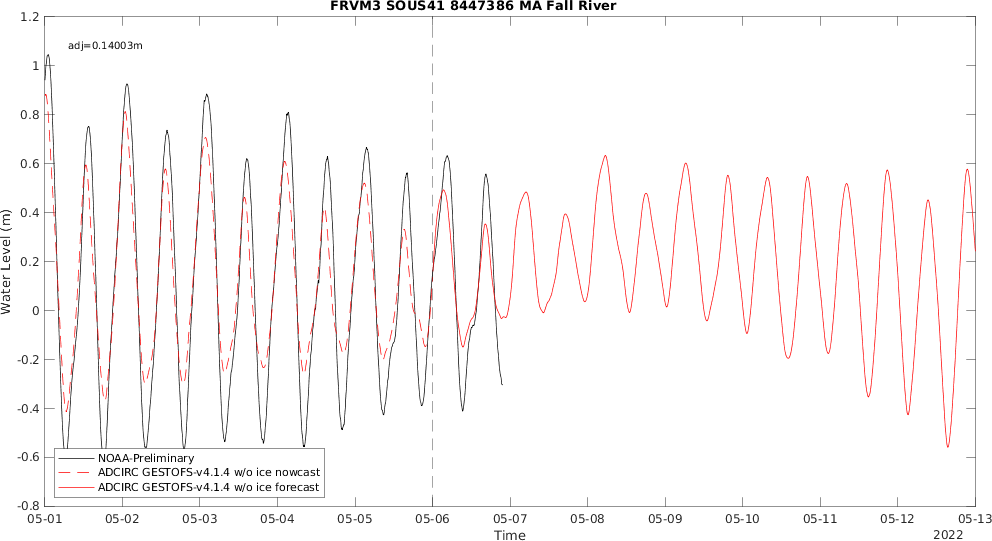 FRVM3 SOUS41 8447386 MA Fall River
adj=0.14003m
1.2
1
0.8
0.6
0.4
0.2
0
-0.2
-0.4
-0.6
-0.8
Water Level (m)
NOAA-Preliminary
ADCIRC GESTOFS-v4.1.4 w/o ice nowcast
ADCIRC GESTOFS-v4.1.4 w/o ice forecast
05-01 05-02 05-03 05-04 05-05 05-06 05-07 05-08 05-09 05-10 05-11 05-12 05-13
Time
2022